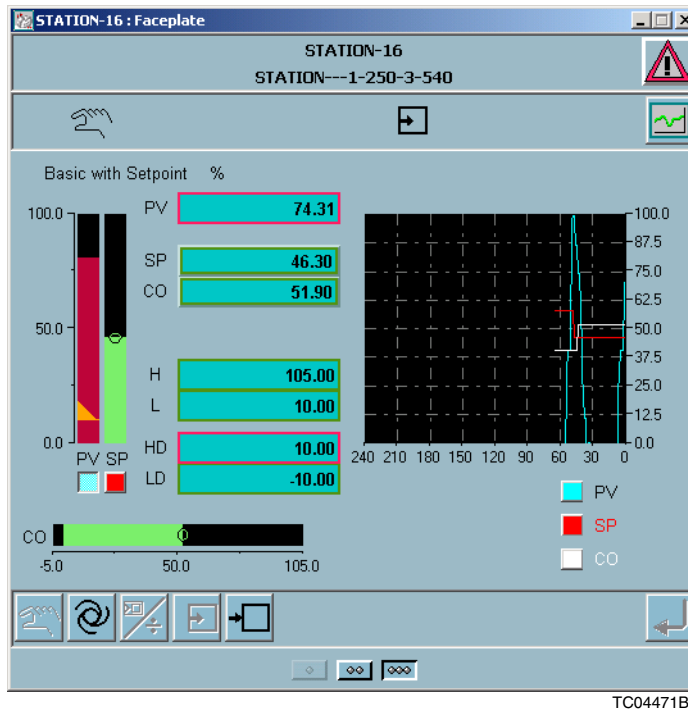 STATION-16 : Faceplate
STATION-16
STATION---1-250-3-540
Basic with Setpoint %
100.0
50.0
0.0
PV SP
PV 74.31
SP 46.30
CO 51.90
H 105.00
L 10.00
HD 10.00
LD -10.00
100.0
87.5
75.0
62.5
50.0
37.5
25.0
12.5
0.0
240 210 180 150 120 90 60 30 0
PV
SP
CO
CO
-5.0 50.0 105.0
TC04471B